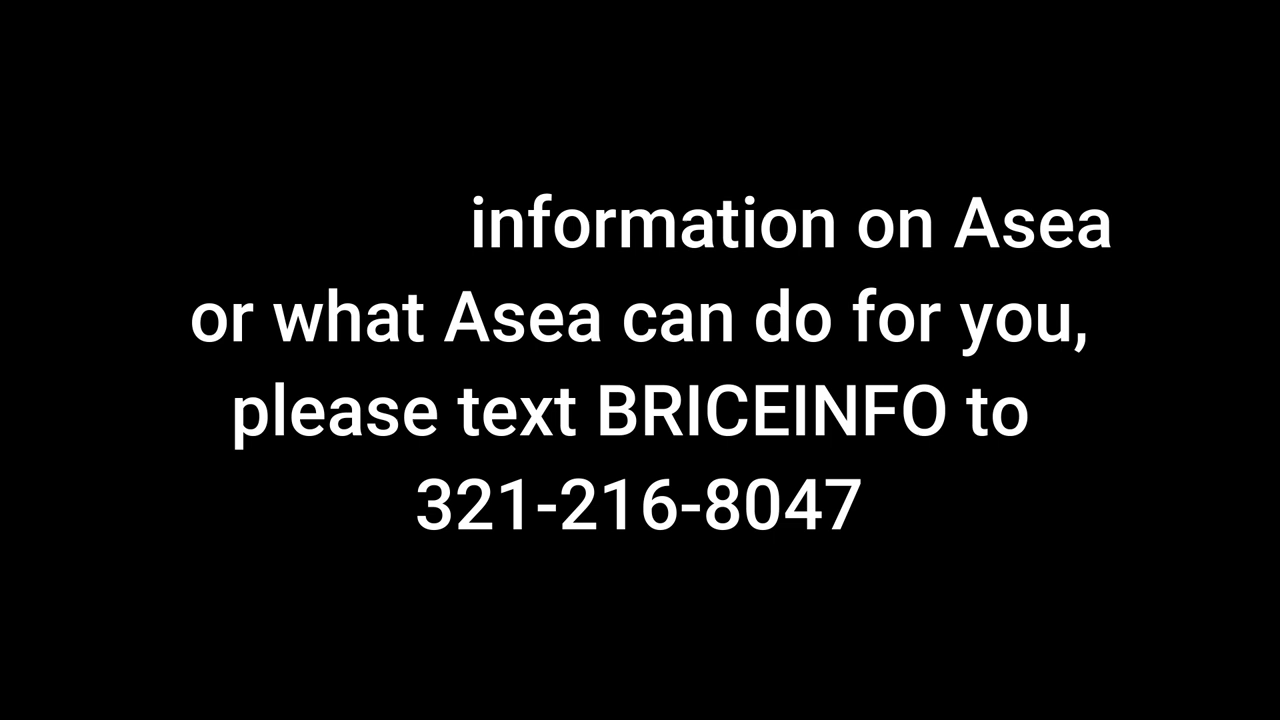 information on Asea
or what Asea can do for you,
please text BRICEINFO to
321-216-8047